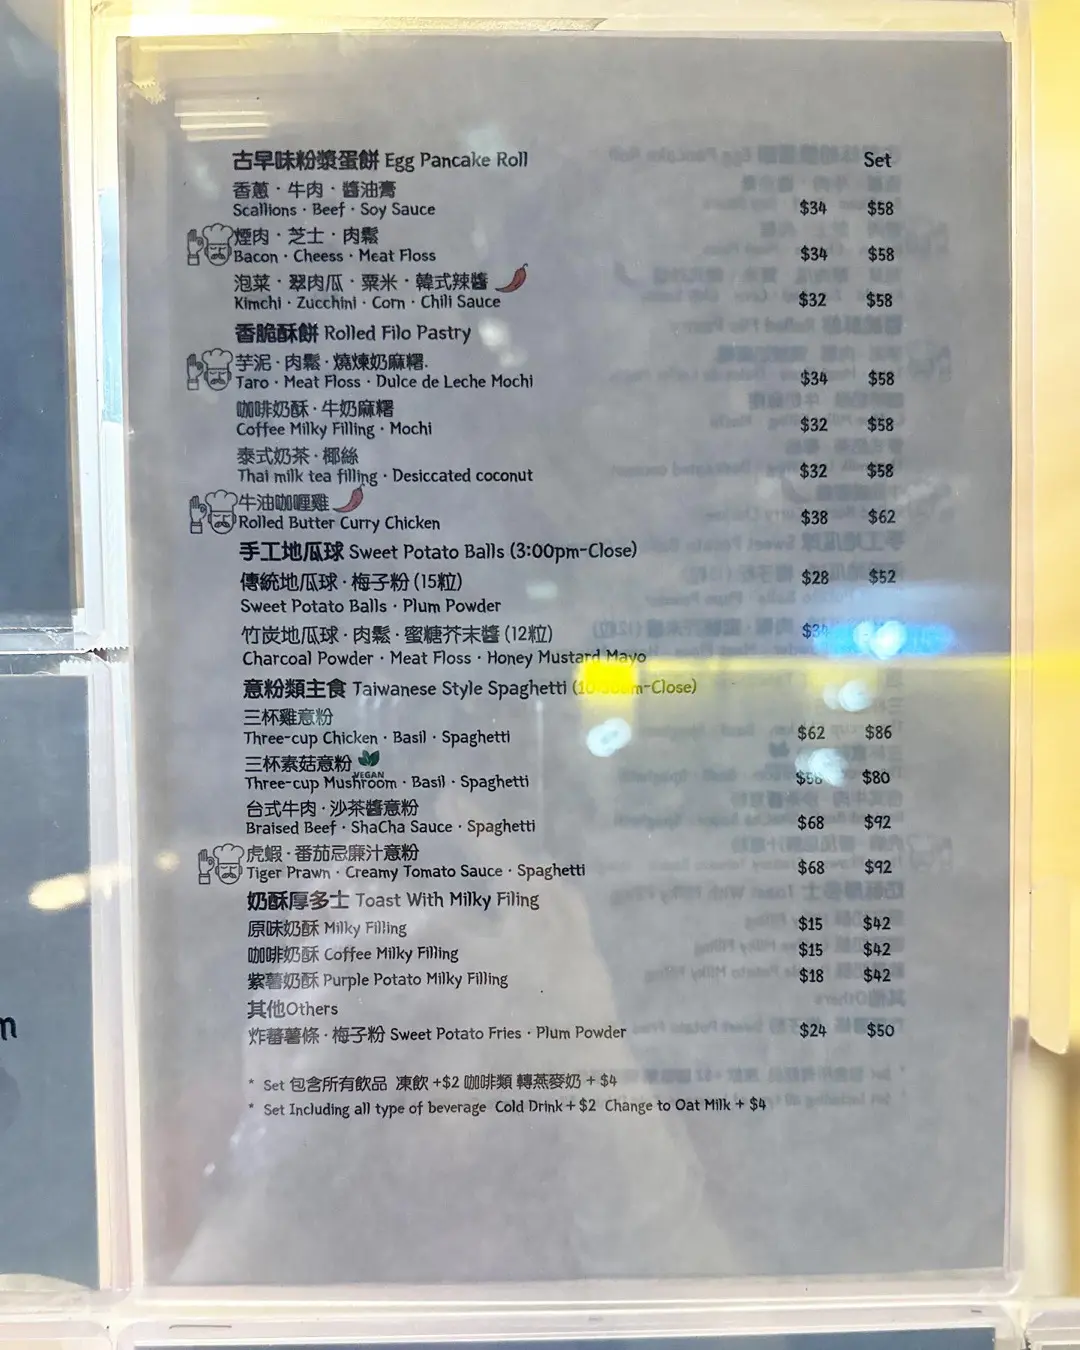 古早味粉漿蛋餅 Egg Pancake Roll Set
香蔥 · 牛肉 · 醬油膏
Scallions · Beef · Soy Sauce $34 $58
煙肉 · 芝士 · 肉鬆
Bacon · Cheess · Meat Floss $34 $58
泡菜 · 翠肉瓜 · 粟米 · 韓式辣醬
Kimchi · Zucchini · Corn · Chili Sauce $32 $58
香脆酥餅 Rolled Filo Pastry
芋泥 · 肉鬆 · 燒煉奶麻糬.
Taro · Meat Floss · Dulce de Leche Mochi $34 $58
咖啡奶酥 · 牛奶麻糬
Coffee Milky Filling · Mochi $32 $58
泰式奶茶 · 椰絲
Thai milk tea filling · Desiccated coconut $32 $58
牛油咖喱雞
Rolled Butter Curry Chicken $38 $62
手工地瓜球 Sweet Potato Balls (3:00pm-Close)
傳統地瓜球 · 梅子粉 (15粒) $28 $52
Sweet Potato Balls · Plum Powder
竹炭地瓜球 · 肉鬆 · 蜜糖芥末醬 (12粒)
Charcoal Powder · Meat Floss · Honey Mustard Mayo
意粉類主食 Taiwanese Style Spaghetti
三杯雞意粉
Three-cup Chicken · Basil · Spaghetti $62 $86
三杯素菇意粉
VEGAN
Three-cup Mushroom · Basil · Spaghetti $80
台式牛肉 · 沙茶醬意粉
Braised Beef · ShaCha Sauce · Spaghetti $68 $92
虎蝦 · 番茄忌廉汁意粉
Tiger Prawn · Creamy Tomato Sauce · Spaghetti $68 $92
奶酥厚多士 Toast With Milky Filing
原味奶酥 Milky Filling $15 $42
咖啡奶酥 Coffee Milky Filling $15 $42
紫薯奶酥 Purple Potato Milky Filling $18 $42
其他Others
炸蕃薯條 · 梅子粉 Sweet Potato Fries · Plum Powder $24 $50
* Set 包含所有飲品 凍飲 +$2 咖啡類 轉燕麥奶 + $4
* Set Including all type of beverage Cold Drink + $2 Change to Oat Milk + $4